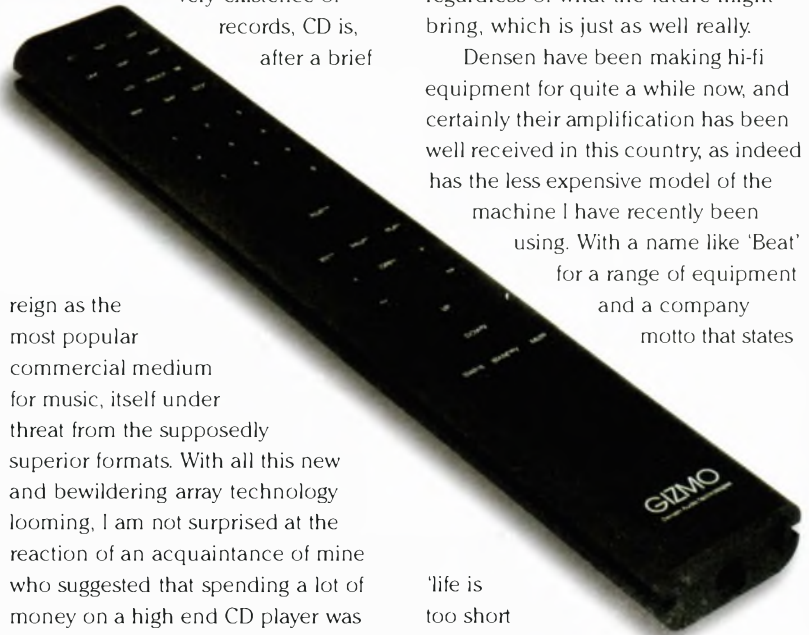 very existence of
records, CD is,
after a brief
reign as the
most popular
commercial medium
for music, itself under
threat from the supposedly
superior formats. With all this new
and bewildering array technology
looming, I am not surprised at the
reaction of an acquaintance of mine
who suggested that spending a lot of
money on a high end CD player was
regardless of what the future might
bring, which is just as well really.
Densen have been making hi-fi
equipment for quite a while now, and
certainly their amplification has been
well received in this country, as indeed
has the less expensive model of the
machine I have recently been
using. With a name like ‘Beat’
for a range of equipment
and a company
motto that states
‘life is
too short
GIZMO
Densen Audio Technologies
DOWN
UP